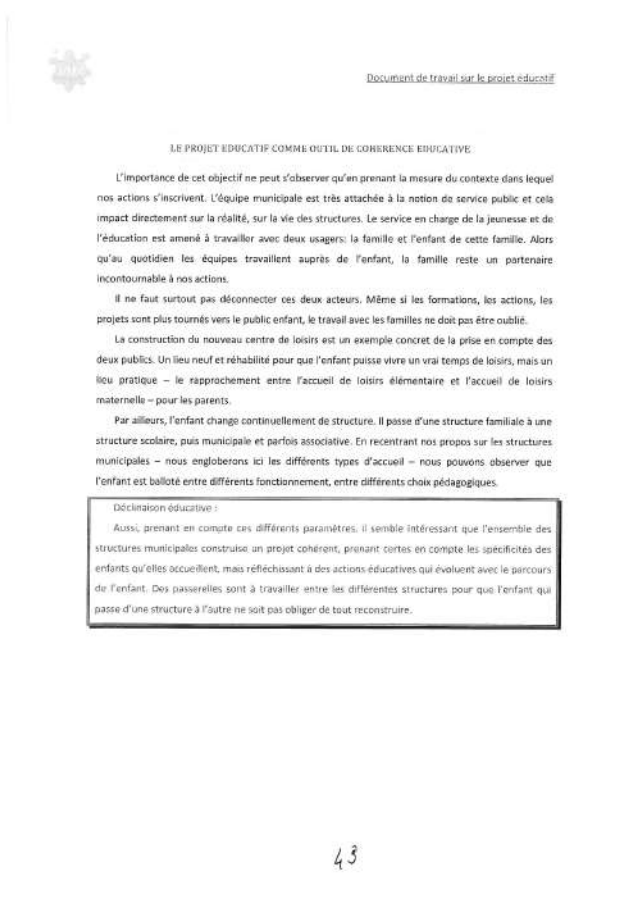 Document de travail sur le projet éducatif
LE PROJET EDUCATIF COMME OUTIL DE COHERENCE EDUCATIVE
L'importance de cet objectif ne peut s'observer qu'en prenant la mesure du contexte dans lequel
nos actions s'inscrivent. L'équipe municipale est très attachée à la notion de service public et cela
impact directement sur la réalité, sur la vie des structures. Le service en charge de la jeunesse et de
l'éducation est amené à travailler avec deux usagers: la famille et l'enfant de cette famille. Alors
qu'au quotidien les équipes travaillent auprès de l'enfant, la famille reste un partenaire
incontournable à nos actions.
Il ne faut surtout pas déconnecter ces deux acteurs. Même si les formations, les actions, les
projets sont plus tournés vers le public enfant, le travail avec les familles ne doit pas être oublié.
La construction du nouveau centre de loisirs est un exemple concret de la prise en compte des
deux publics. Un lieu neuf et réhabilité pour que l'enfant puisse vivre un vrai temps de loisirs, mais un
lieu pratique – le rapprochement entre l'accueil de loisirs élémentaire et l'accueil de loisirs
maternelle – pour les parents.
Par ailleurs, l'enfant change continuellement de structure. Il passe d'une structure familiale à une
structure scolaire, puis municipale et parfois associative. En recentrant nos propos sur les structures
municipales – nous engloberons ici les différents types d'accueil – nous pouvons observer que
l'enfant est balloté entre différents fonctionnement, entre différents choix pédagogiques.
Déclinaison éducative :
Aussi, prenant en compte ces différents paramètres, il semble intéressant que l'ensemble des
structures municipales construise un projet cohérent, prenant certes en compte les spécificités des
enfants qu'elles accueillent, mais réfléchissant à des actions éducatives qui évoluent avec le parcours
de l'enfant. Des passerelles sont à travailler entre les différentes structures pour que l'enfant qui
passe d'une structure à l'autre ne soit pas obliger de tout reconstruire.
43